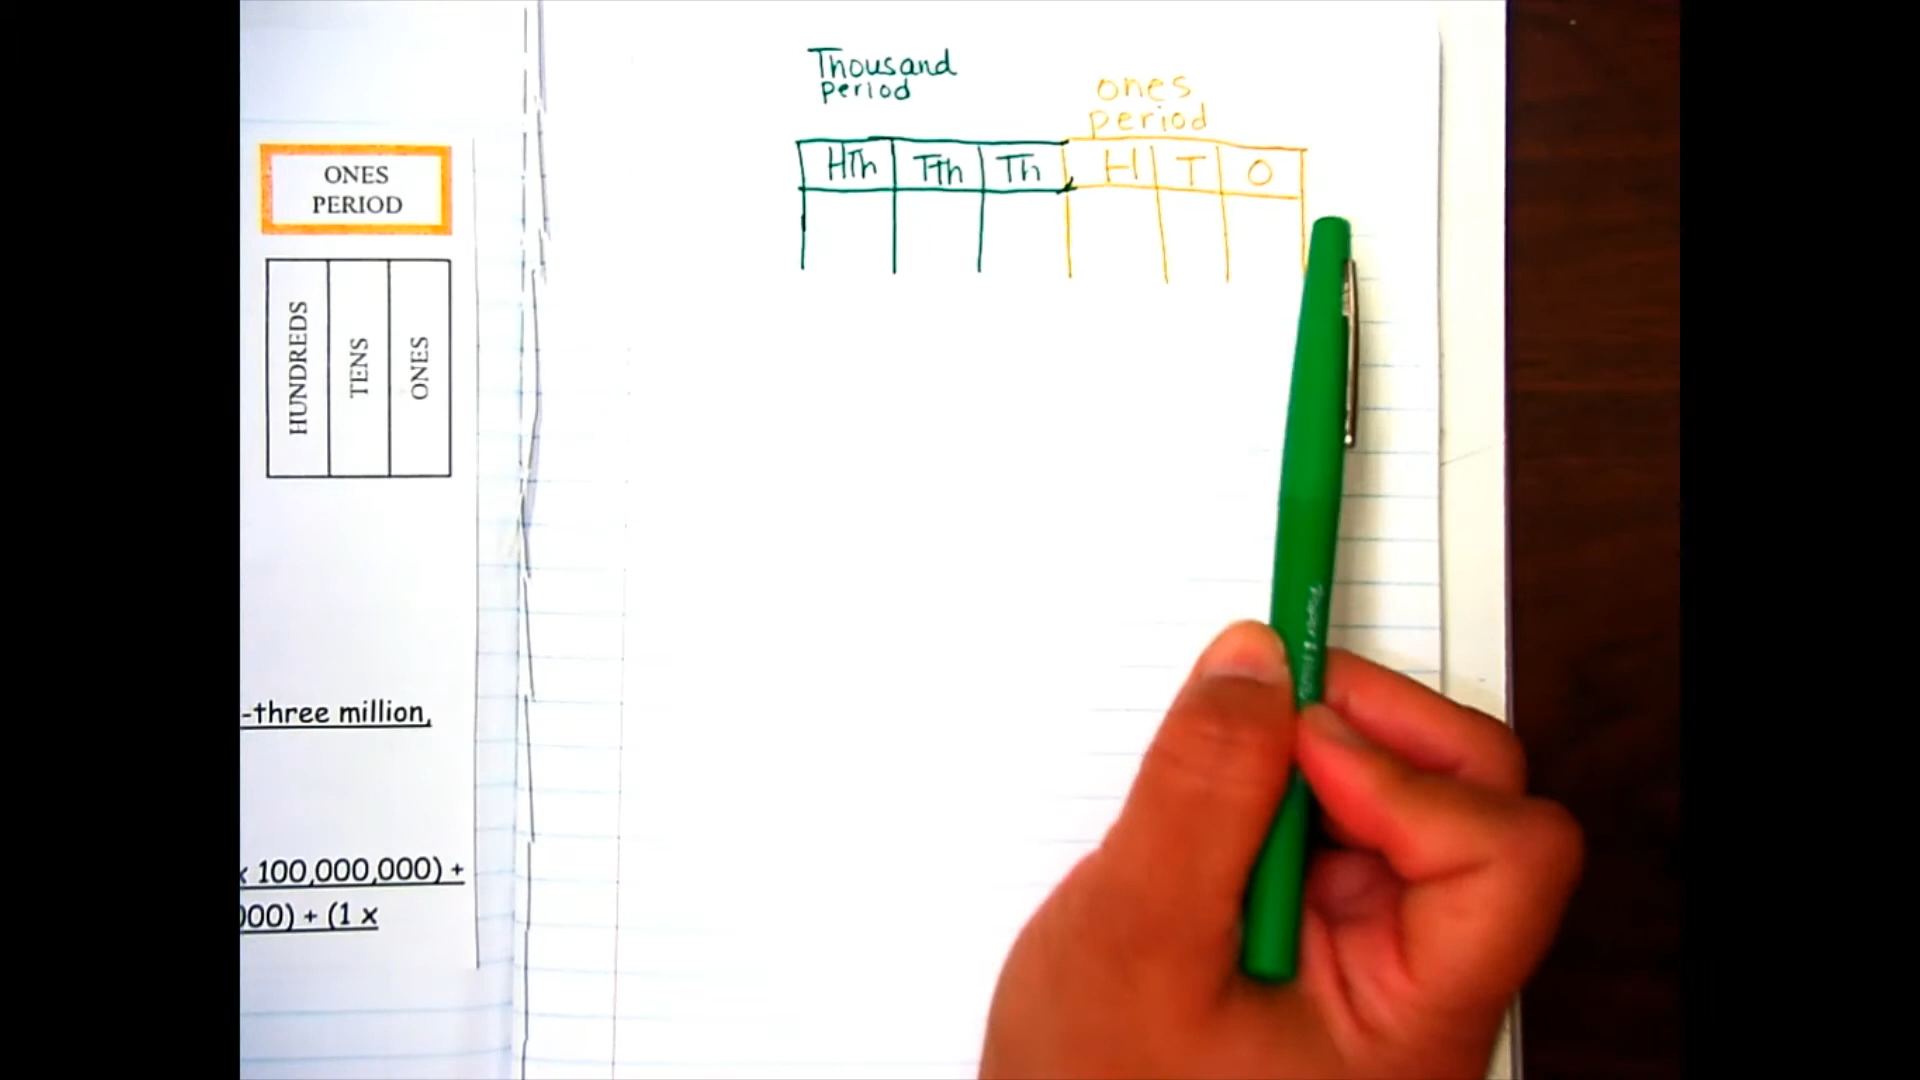 ONES
PERIOD
HUNDREDS
TENS
ONES
-three million,
x 100,000,000) +
000) + (1 x
Thousand
period
ones
period
HTh TTh Th H T O